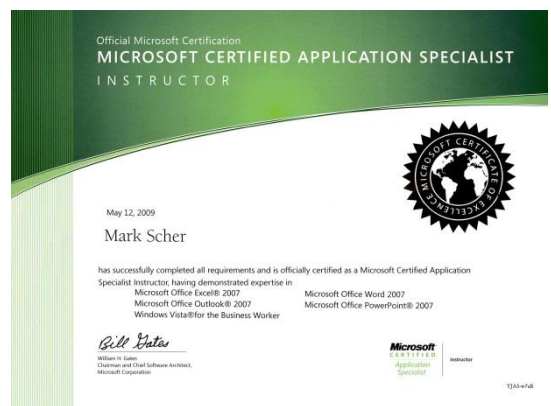 Official Microsoft Certification
MICROSOFT CERTIFIED APPLICATION SPECIALIST
INSTRUCTOR
MICROSOFT CERTIFICATE OF EXCELLENCE
May 12, 2009
Mark Scher
has successfully completed all requirements and is officially certified as a Microsoft Certified Application
Specialist Instructor, having demonstrated expertise in
Microsoft Office Excel® 2007
Microsoft Office Outlook® 2007
Windows Vista®for the Business Worker
Microsoft Office Word 2007
Microsoft Office PowerPoint® 2007
Bill Gates
William H. Gates
Chairman and Chief Software Architect,
Microsoft Corporation
Microsoft
CERTIFIED
Application
Specialist
Instructor